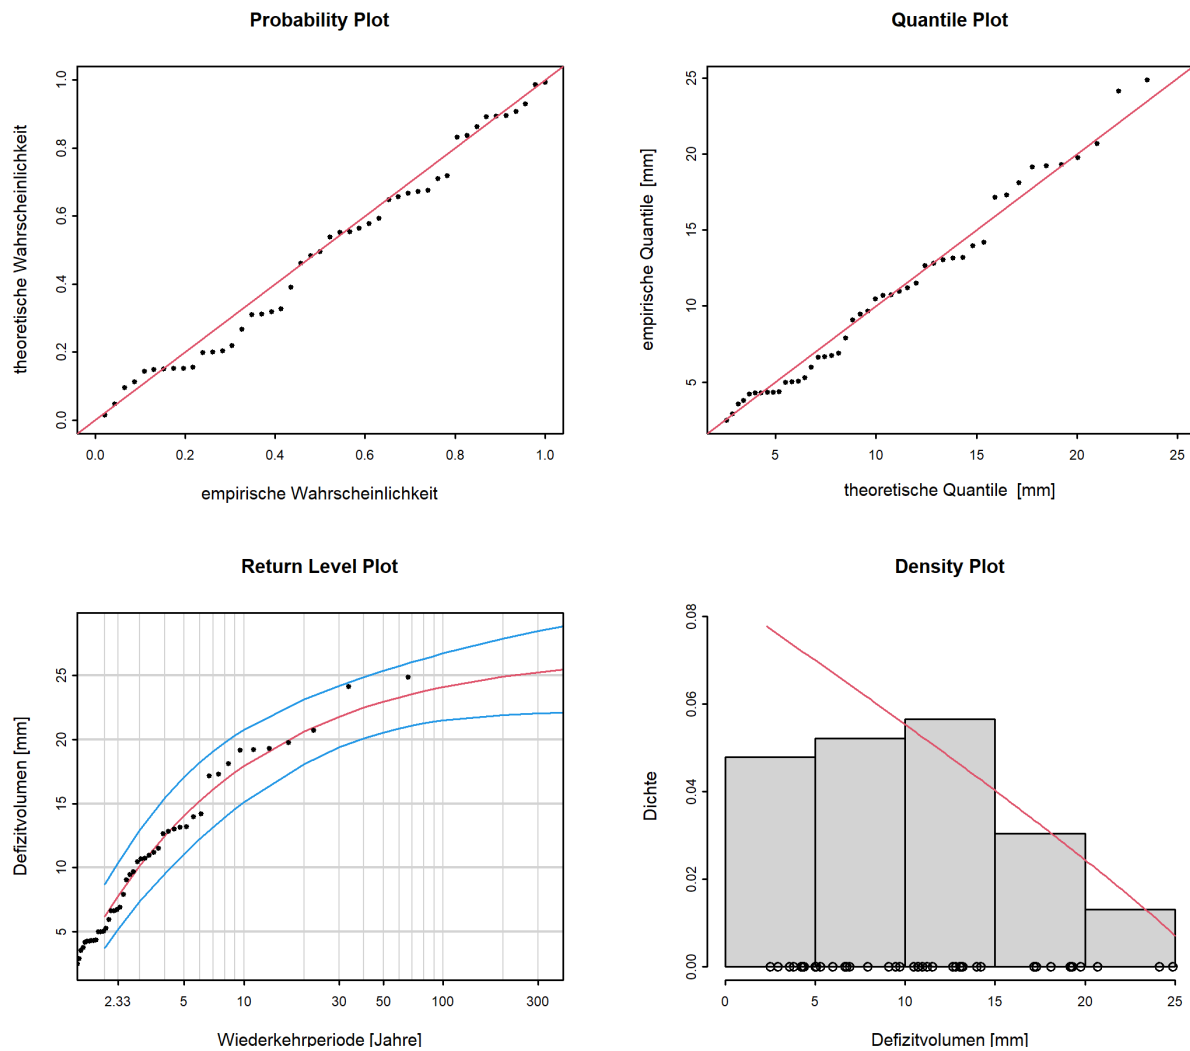 Probability Plot
theoretische Wahrscheinlichkeit
0.0 0.2 0.4 0.6 0.8 1.0
0.0 0.2 0.4 0.6 0.8 1.0
empirische Wahrscheinlichkeit
Quantile Plot
empirische Quantile [mm]
5 10 15 20 25
5 10 15 20 25
theoretische Quantile [mm]
Return Level Plot
Defizitvolumen [mm]
5 10 15 20 25
2.33 5 10 30 50 100 300
Wiederkehrperiode [Jahre]
Density Plot
Dichte
0.00 0.02 0.04 0.06 0.08
0 5 10 15 20 25
Defizitvolumen [mm]